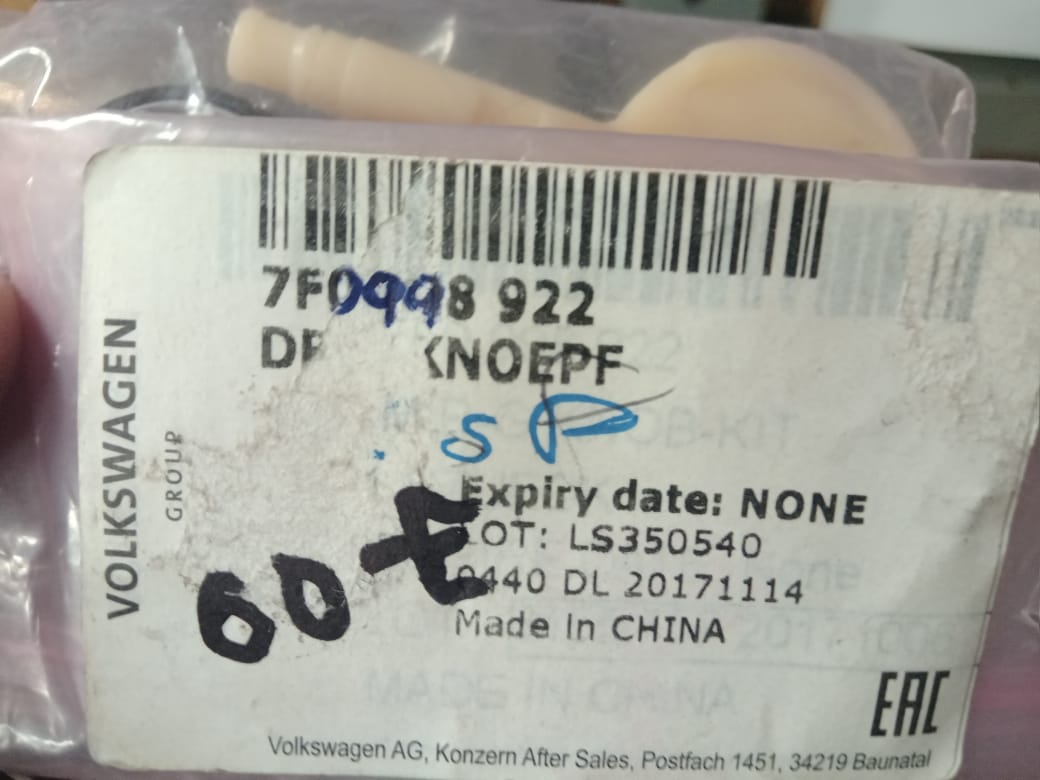 7F0998 922
KNOEPF
S P
Expiry date: NONE
LOT: LS350540
0440 DL 20171114
Made in CHINA
60-E
VOLKSWAGEN
GROUP
EAC
Volkswagen AG, Konzern After Sales, Postfach 1451, 34219 Baunatal